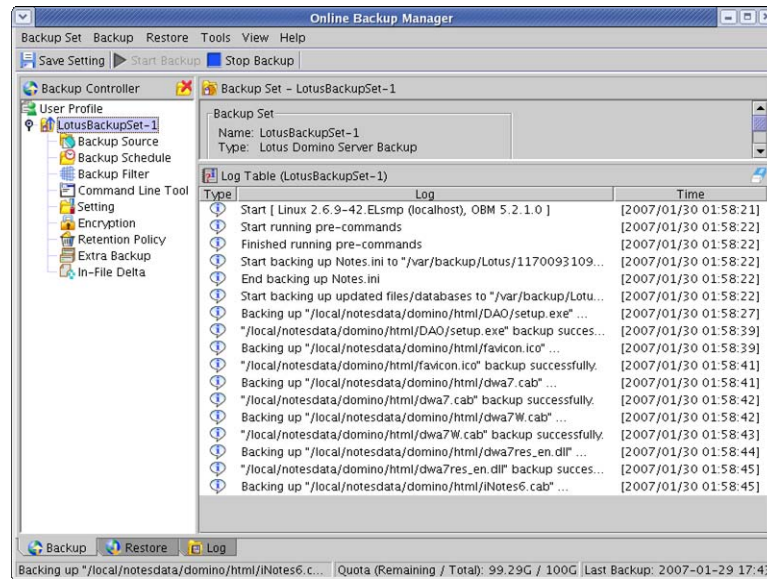 Online Backup Manager
Backup Set Backup Restore Tools View Help
Save Setting Start Backup Stop Backup
Backup Controller
User Profile
LotusBackupSet-1
Backup Source
Backup Schedule
Backup Filter
Command Line Tool
Setting
Encryption
Retention Policy
Extra Backup
In-File Delta
Backup Set - LotusBackupSet-1
Backup Set
Name: LotusBackupSet-1
Type: Lotus Domino Server Backup
Log Table (LotusBackupSet-1)
Type Log Time
Start [ Linux 2.6.9-42.ELsmp (localhost), OBM 5.2.1.0 ] [2007/01/30 01:58:21]
Start running pre-commands [2007/01/30 01:58:22]
Finished running pre-commands [2007/01/30 01:58:22]
Start backing up Notes.ini to "/var/backup/Lotus/1170093109... [2007/01/30 01:58:22]
End backing up Notes.ini [2007/01/30 01:58:22]
Start backing up updated files/databases to "/var/backup/Lotu... [2007/01/30 01:58:22]
Backing up "/local/notesdata/domino/html/DAO/setup.exe" ... [2007/01/30 01:58:27]
"/local/notesdata/domino/html/DAO/setup.exe" backup succes... [2007/01/30 01:58:39]
Backing up "/local/notesdata/domino/html/favicon.ico" ... [2007/01/30 01:58:39]
"/local/notesdata/domino/html/favicon.ico" backup successfully. [2007/01/30 01:58:41]
Backing up "/local/notesdata/domino/html/dwa7.cab" ... [2007/01/30 01:58:41]
"/local/notesdata/domino/html/dwa7.cab" backup successfully. [2007/01/30 01:58:42]
Backing up "/local/notesdata/domino/html/dwa7W.cab" ... [2007/01/30 01:58:42]
"/local/notesdata/domino/html/dwa7W.cab" backup successfully. [2007/01/30 01:58:43]
Backing up "/local/notesdata/domino/html/dwa7res_en.dll" ... [2007/01/30 01:58:44]
"/local/notesdata/domino/html/dwa7res_en.dll" backup succes... [2007/01/30 01:58:45]
Backing up "/local/notesdata/domino/html/iNotes6.cab" ... [2007/01/30 01:58:45]
Backup Restore Log
Backing up "/local/notesdata/domino/html/iNotes6.c... Quota (Remaining / Total): 99.29G / 100G Last Backup: 2007-01-29 17:43